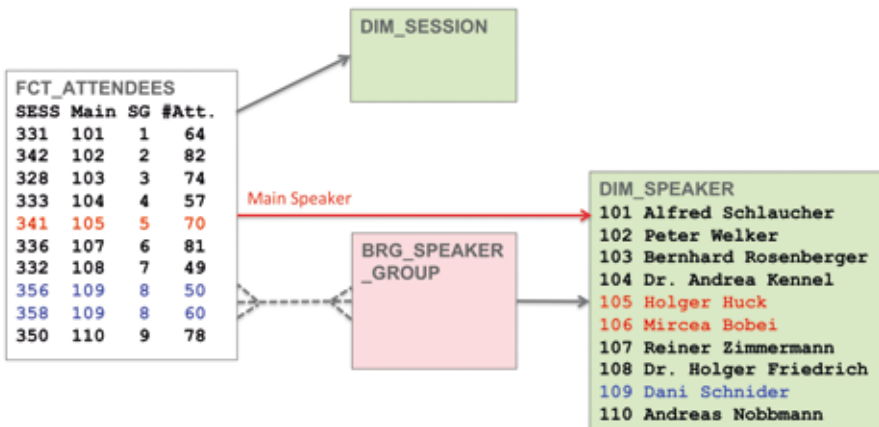 DIM_SESSION
FCT_ATTENDEES
SESS Main SG #Att.
331 101 1 64
342 102 2 82
328 103 3 74
333 104 4 57
341 105 5 70
336 107 6 81
332 108 7 49
356 109 8 50
358 109 8 60
350 110 9 78
Main Speaker
BRG_SPEAKER
_GROUP
DIM_SPEAKER
101 Alfred Schlaucher
102 Peter Welker
103 Bernhard Rosenberger
104 Dr. Andrea Kennel
105 Holger Huck
106 Mircea Bobei
107 Reiner Zimmermann
108 Dr. Holger Friedrich
109 Dani Schnider
110 Andreas Nobbmann